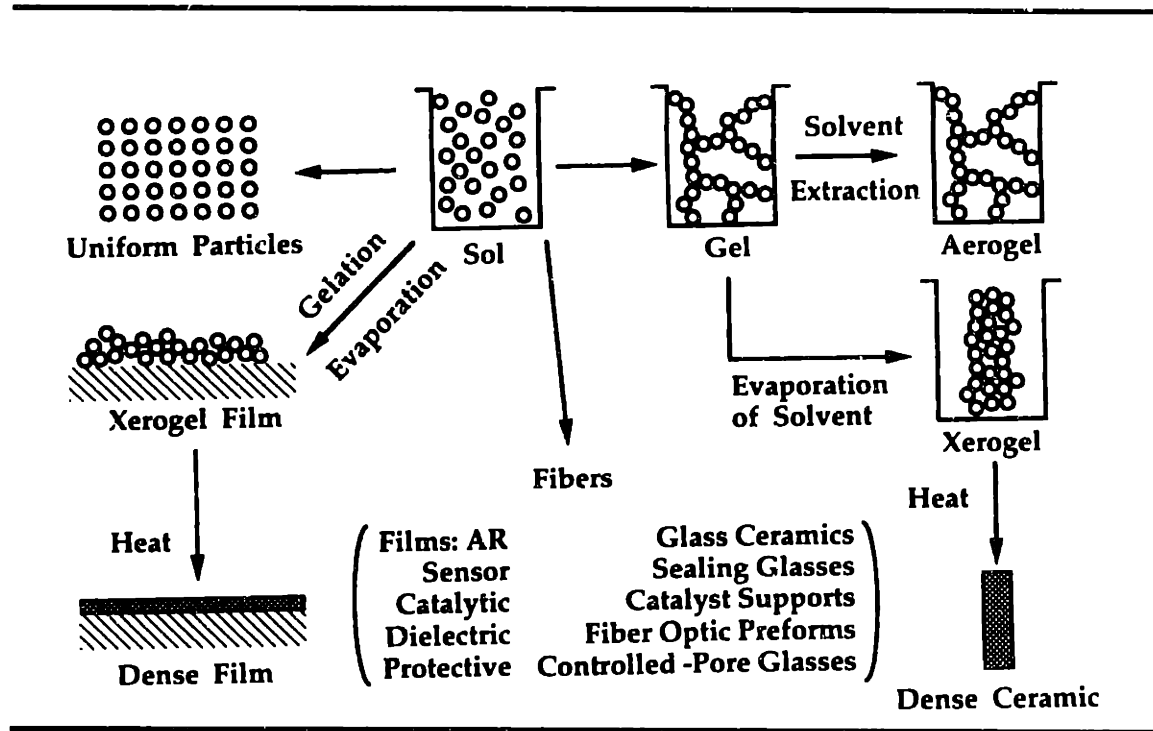 Solvent
Extraction
Uniform Particles
Sol
Gel
Aerogel
Gelation
Evaporation
Evaporation
of Solvent
Xerogel Film
Xerogel
Fibers
Heat
Heat
Films: AR
Sensor
Catalytic
Dielectric
Protective
Glass Ceramics
Sealing Glasses
Catalyst Supports
Fiber Optic Preforms
Controlled -Pore Glasses
Dense Film
Dense Ceramic